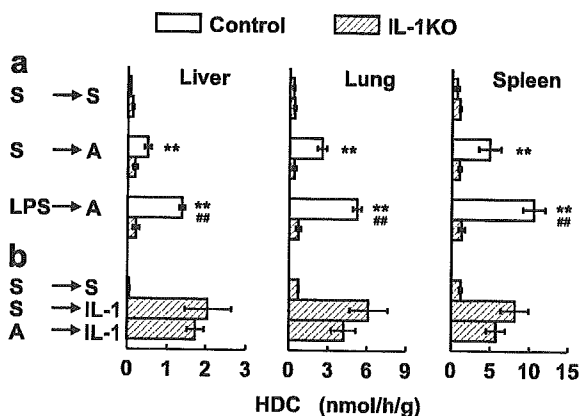 Control IL-1KO
a
Liver Lung Spleen
S → S
S → A ** ** **
LPS → A ** ** **
## ## ##
b
S → S
S → IL-1
A → IL-1
0 1 2 3 0 3 6 9 0 5 10 15
HDC (nmol/h/g)